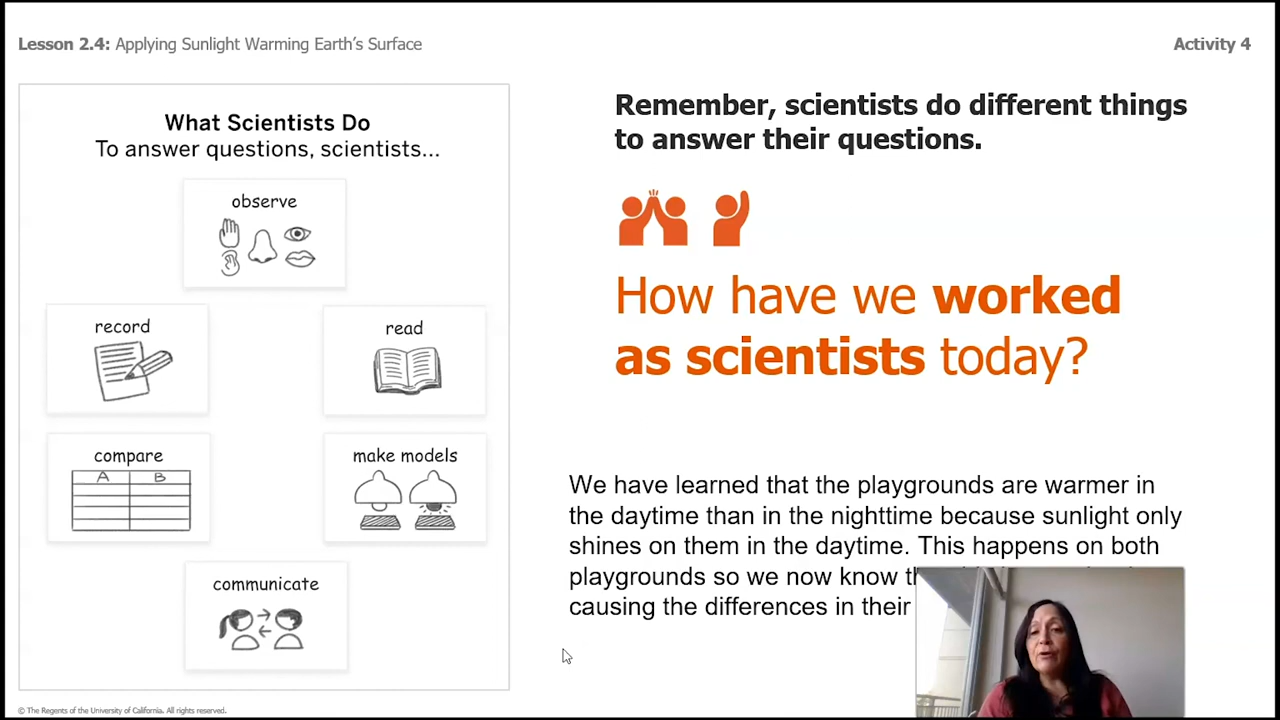 Lesson 2.4: Applying Sunlight Warming Earth's Surface
Activity 4
What Scientists Do
To answer questions, scientists...
observe
record
read
compare
A B
make models
communicate
Remember, scientists do different things
to answer their questions.
How have we worked
as scientists today?
We have learned that the playgrounds are warmer in
the daytime than in the nighttime because sunlight only
shines on them in the daytime. This happens on both
playgrounds so we now know
causing the differences in their
© The Regents of the University of California. All rights reserved.